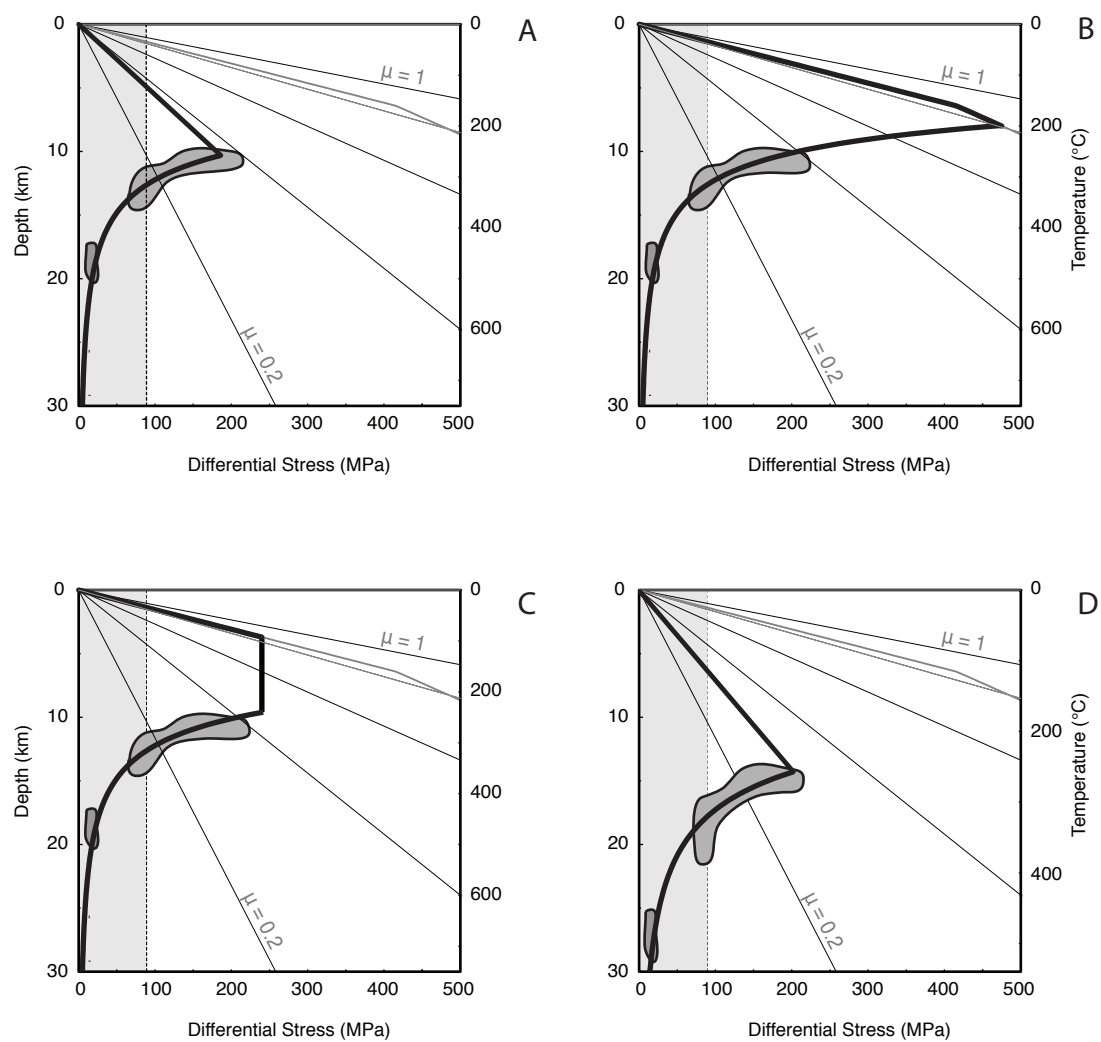 A
0
10
20
30
Depth (km)
μ = 1
μ = 0.2
0
200
400
600
0
100
200
300
400
500
Differential Stress (MPa)
B
0
10
20
30
μ = 1
μ = 0.2
0
200
400
600
Temperature (°C)
0
100
200
300
400
500
Differential Stress (MPa)
C
0
10
20
30
Depth (km)
μ = 1
μ = 0.2
0
200
400
600
0
100
200
300
400
500
Differential Stress (MPa)
D
0
10
20
30
μ = 1
μ = 0.2
0
200
400
Temperature (°C)
0
100
200
300
400
500
Differential Stress (MPa)